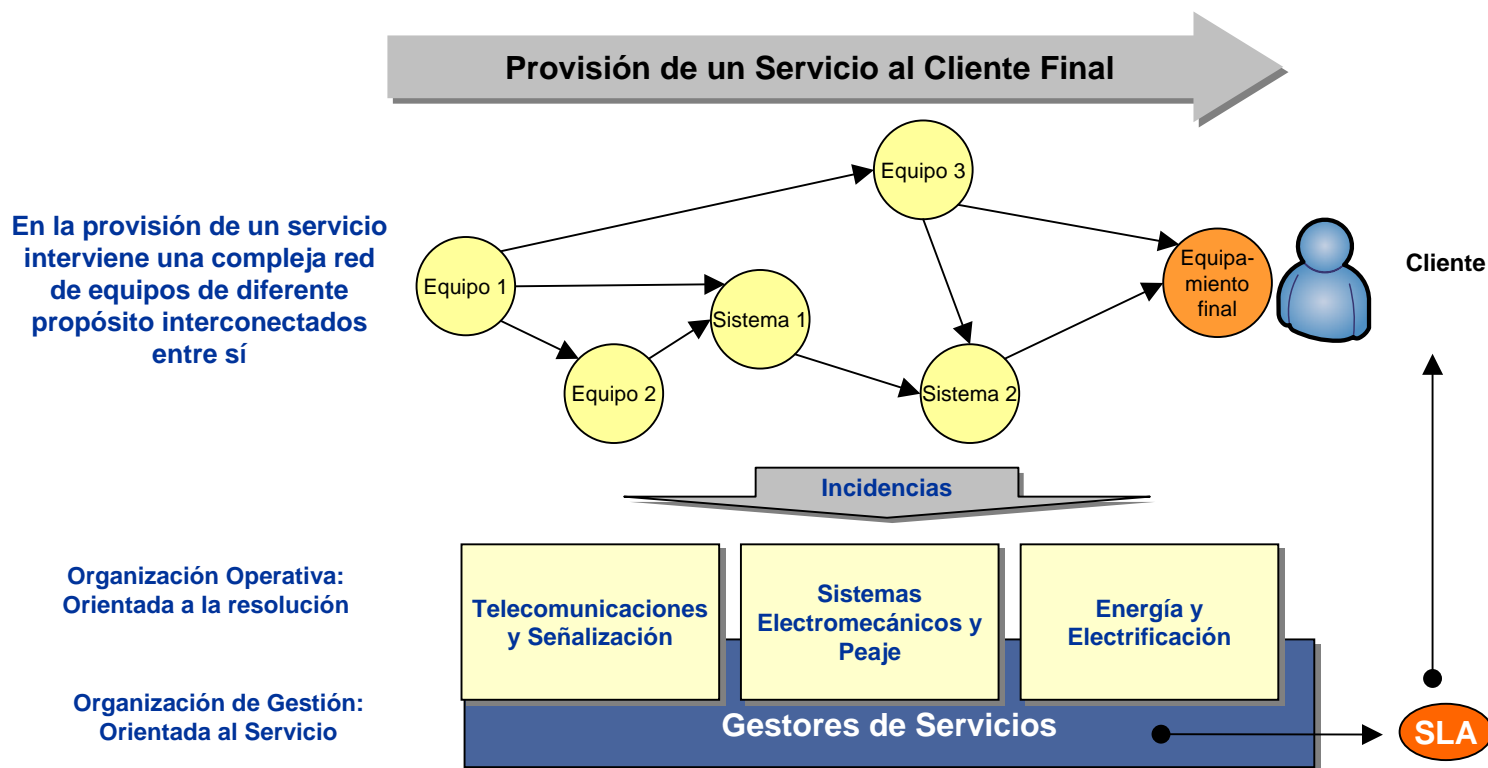 Provisión de un Servicio al Cliente Final
En la provisión de un servicio
interviene una compleja red
de equipos de diferente
propósito interconectados
entre sí
Equipo 1
Equipo 2
Sistema 1
Equipo 3
Sistema 2
Equipa-
miento
final
Cliente
Incidencias
Organización Operativa:
Orientada a la resolución
Telecomunicaciones
y Señalización
Sistemas
Electromecánicos y
Peaje
Energía y
Electrificación
Organización de Gestión:
Orientada al Servicio
Gestores de Servicios
SLA